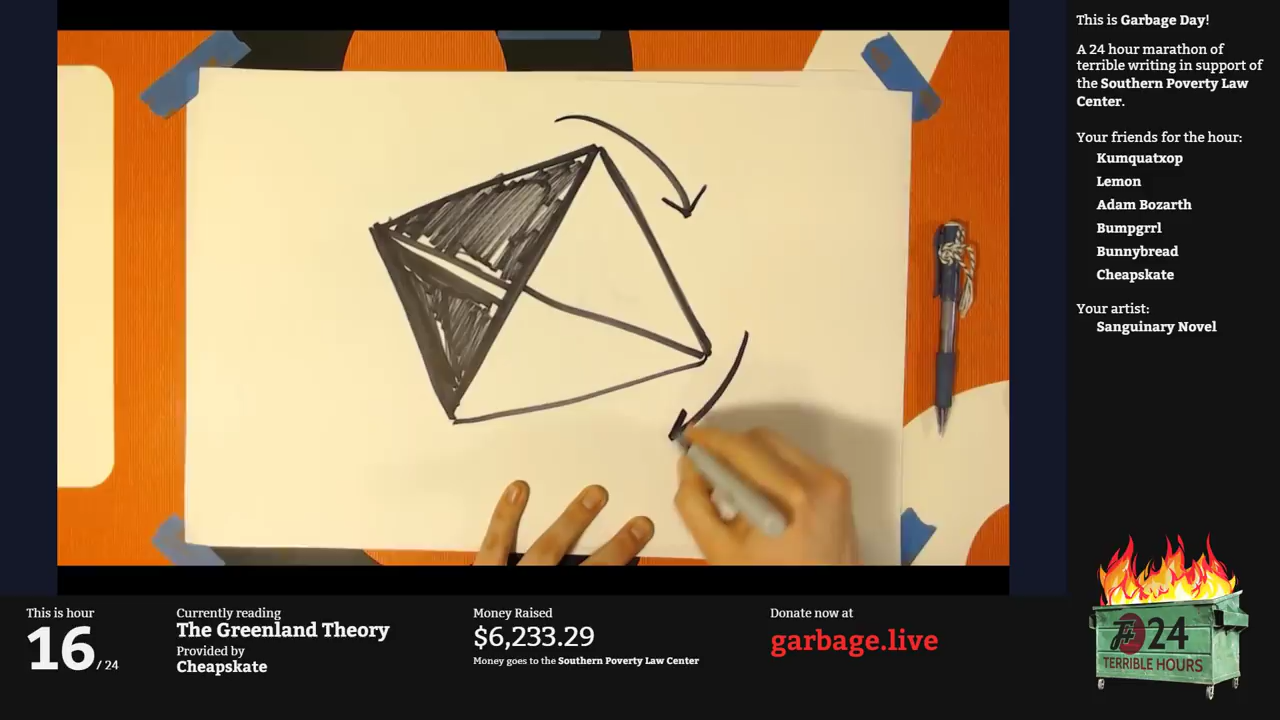 This is Garbage Day!
A 24 hour marathon of
terrible writing in support of
the Southern Poverty Law
Center.
Your friends for the hour:
Kumquatxop
Lemon
Adam Bozarth
Bumpgrrl
Bunnybread
Cheapskate
Your artist:
Sanguinary Novel
This is hour
16 / 24
Currently reading
The Greenland Theory
Provided by
Cheapskate
Money Raised
$6,233.29
Money goes to the Southern Poverty Law Center
Donate now at
garbage.live
24
TERRIBLE HOURS